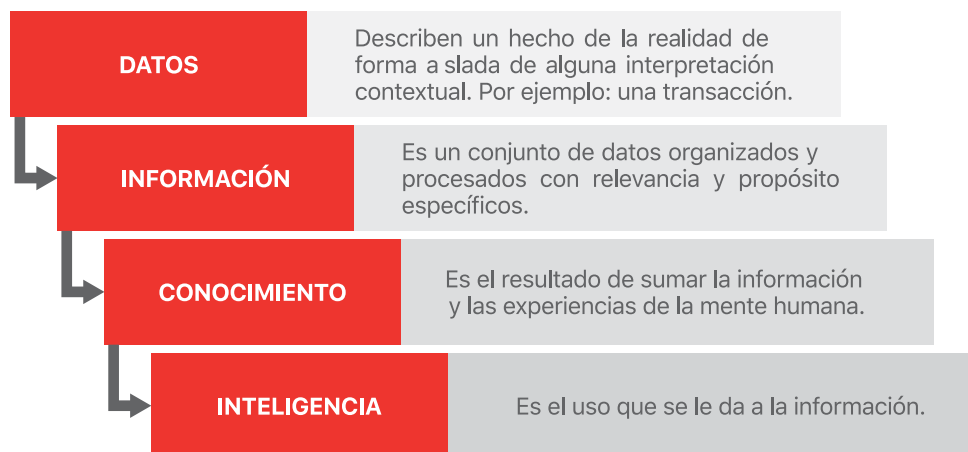 DATOS
Describen un hecho de la realidad de
forma a slada de alguna interpretación
contextual. Por ejemplo: una transacción.
INFORMACIÓN
Es un conjunto de datos organizados y
procesados con relevancia y propósito
específicos.
CONOCIMIENTO
Es el resultado de sumar la información
y las experiencias de la mente humana.
INTELIGENCIA
Es el uso que se le da a la información.